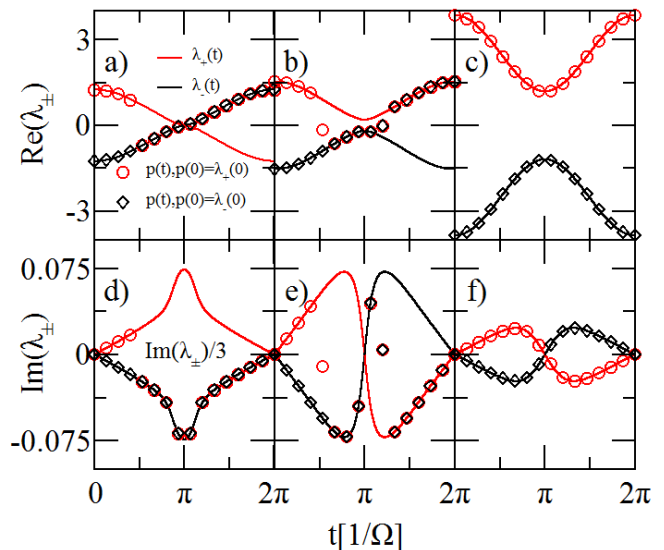 3
0
-3
Re(λ±)
a)
b)
c)
λ+(t)
λ-(t)
p(t),p(0)=λ+(0)
p(t),p(0)=λ-(0)
0.075
0
-0.075
Im(λ±)
d)
e)
f)
Im(λ±)/3
0 π 2π π 2π π 2π
t[1/Ω]